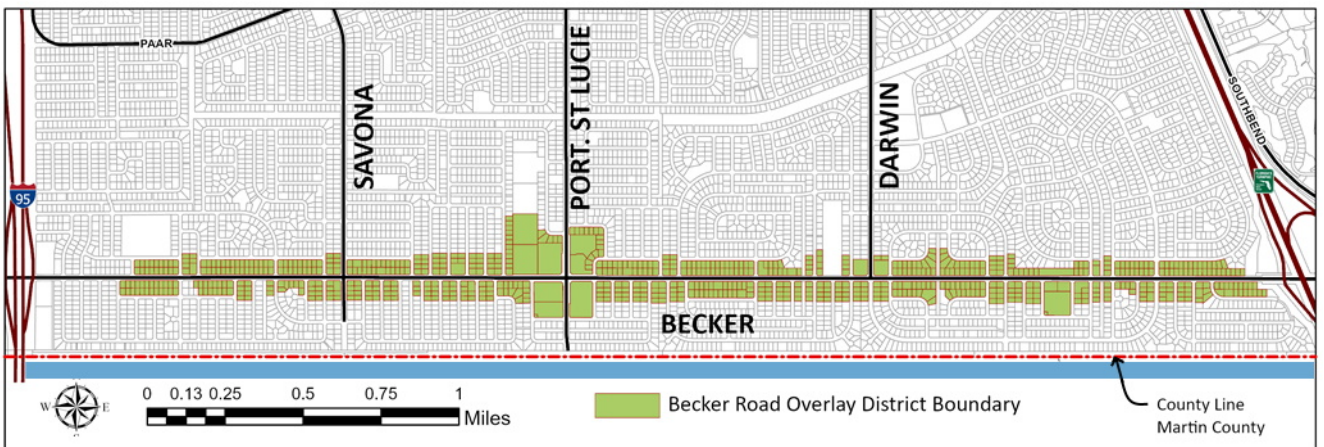 PAAR
SAVONA
PORT. ST LUCIE
DARWIN
SOUTHBEND
95
BECKER
W E
0 0.13 0.25 0.5 0.75 1
Miles
Becker Road Overlay District Boundary
County Line
Martin County